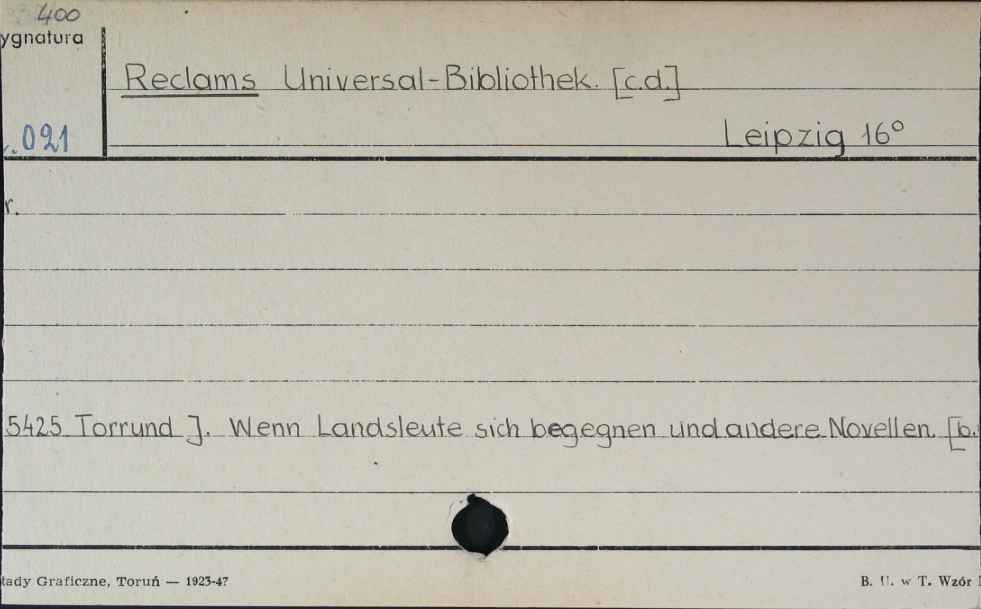 400
ygnatura
Reclams Universal-Bibliothek. [c.d.]
.021
Leipzig 16°
r.
5425 Torrund J. Wenn Landsleute sich begegnen und andere Novellen. [b.
łady Graficzne, Toruń — 1923-47
B. U. w T. Wzór